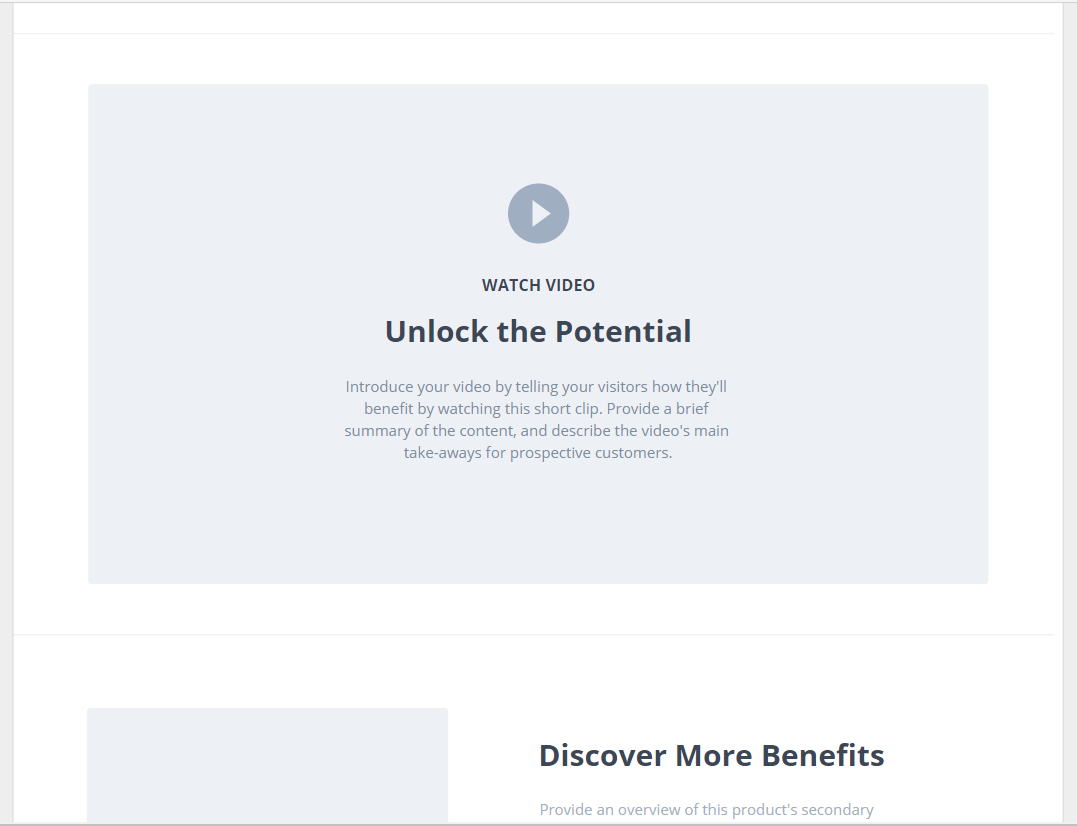 WATCH VIDEO
Unlock the Potential
Introduce your video by telling your visitors how they'll
benefit by watching this short clip. Provide a brief
summary of the content, and describe the video's main
take-aways for prospective customers.
Discover More Benefits
Provide an overview of this product's secondary